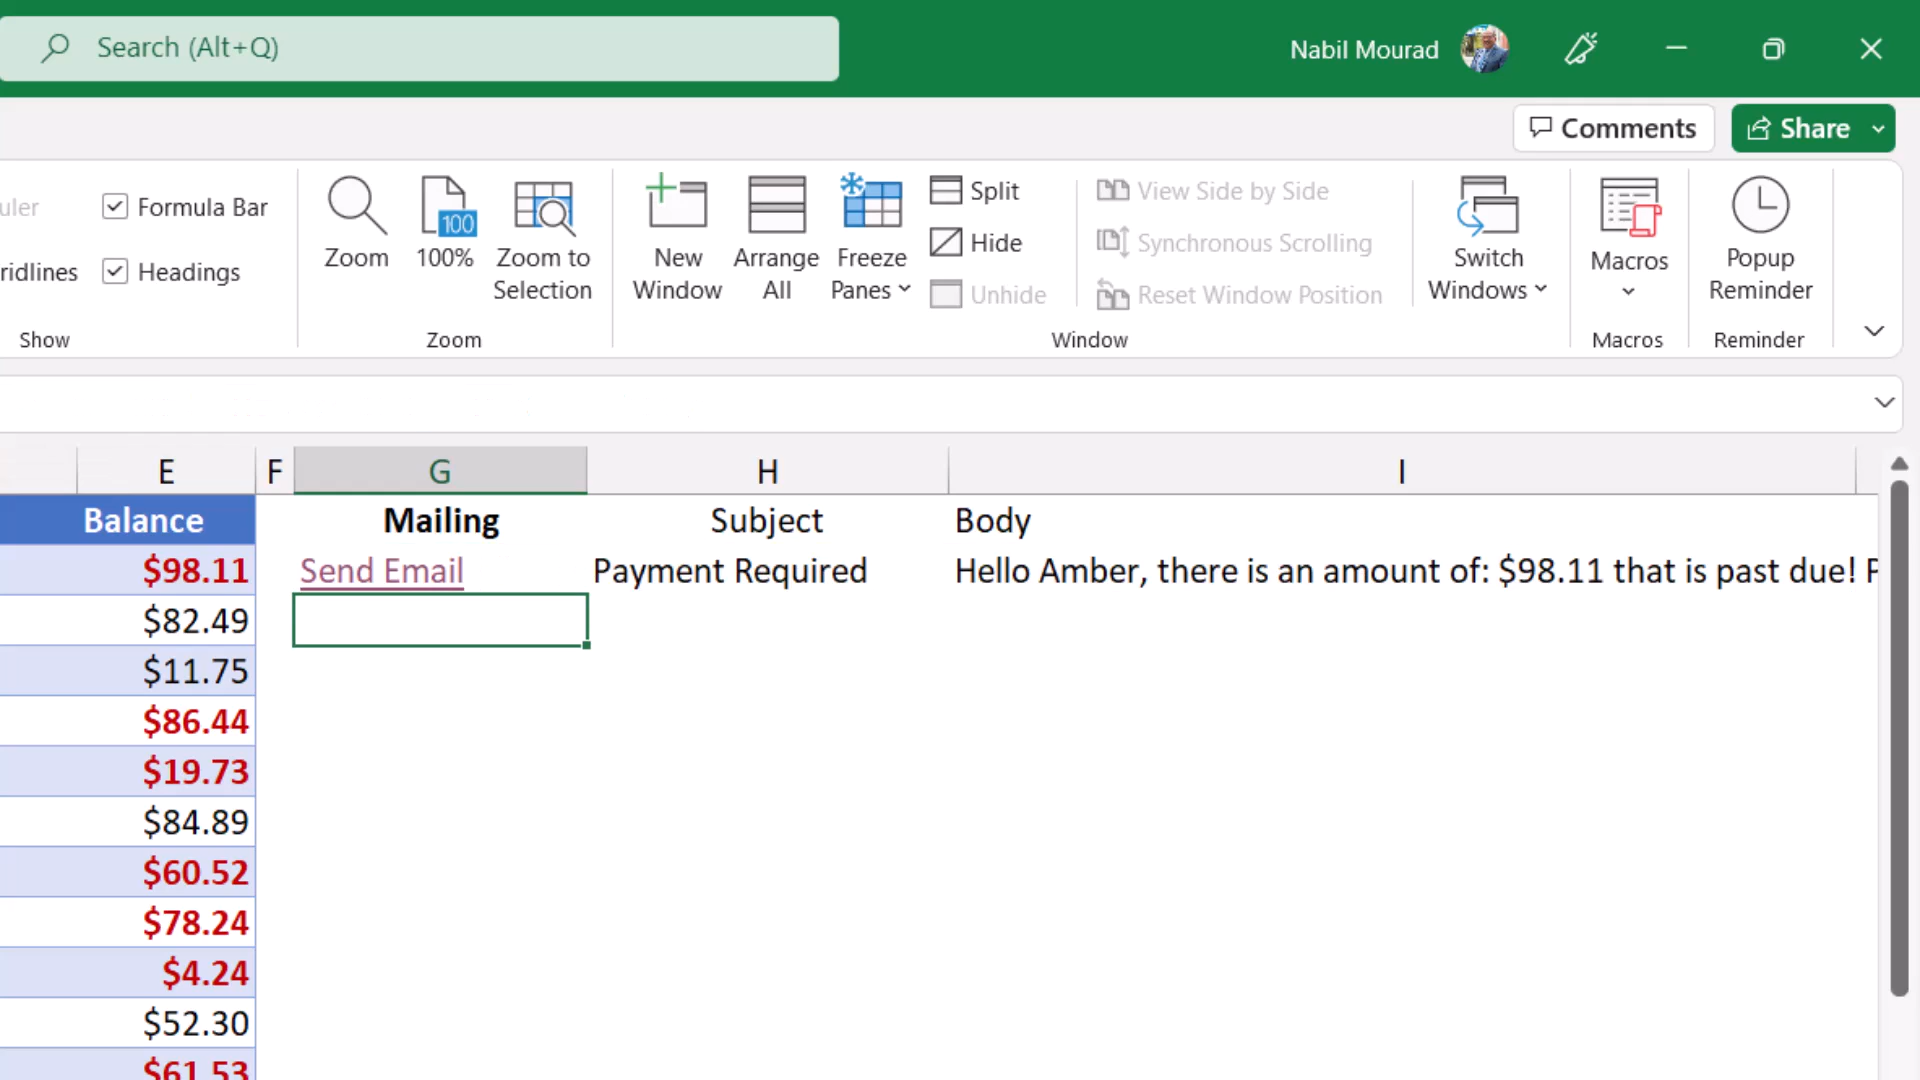 Search (Alt+Q)
Nabil Mourad
Comments
Share
uler
Formula Bar
ridlines
Headings
Show
Zoom
100
100%
Zoom to
Selection
Zoom
New
Window
Arrange
All
Freeze
Panes
Split
Hide
Unhide
View Side by Side
Synchronous Scrolling
Reset Window Position
Switch
Windows
Window
Macros
Macros
Popup
Reminder
Reminder
E F G H I
Balance Mailing Subject Body
$98.11 Send Email Payment Required Hello Amber, there is an amount of: $98.11 that is past due!
$82.49
$11.75
$86.44
$19.73
$84.89
$60.52
$78.24
$4.24
$52.30
$61.53